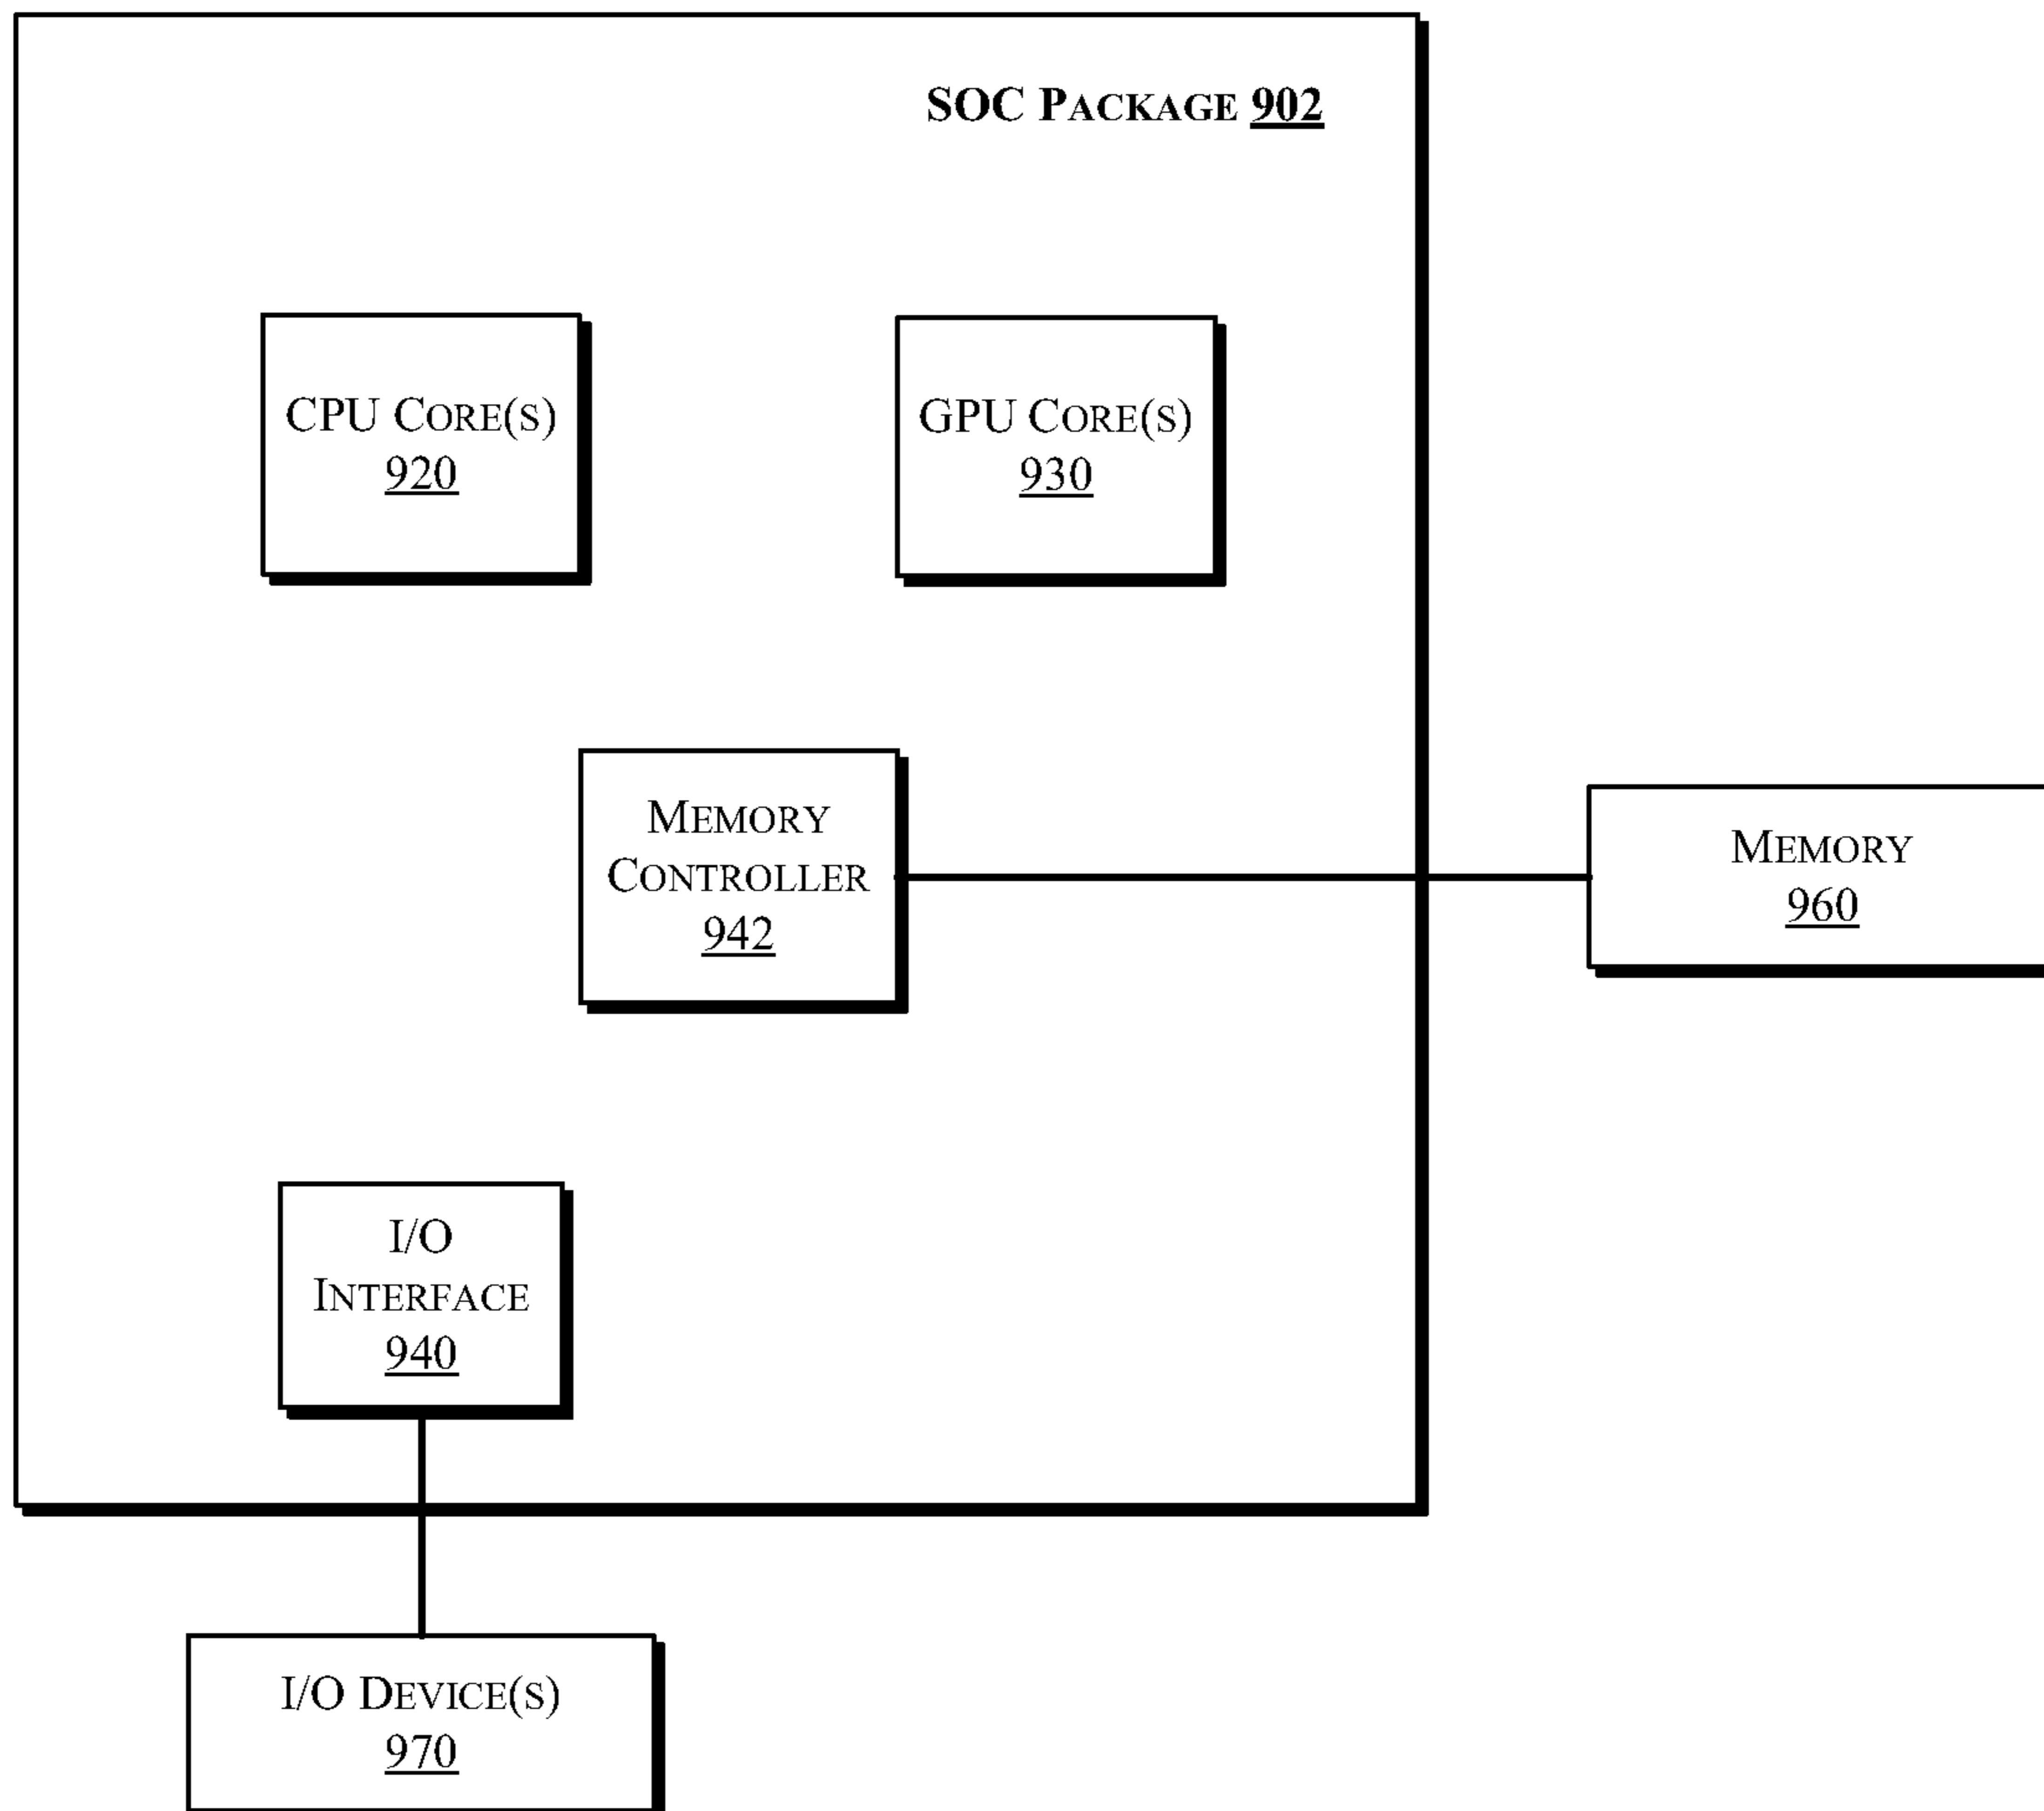 SOC PACKAGE 902
CPU CORE(S)
920
GPU CORE(S)
930
MEMORY
CONTROLLER
942
MEMORY
960
I/O
INTERFACE
940
I/O DEVICE(S)
970